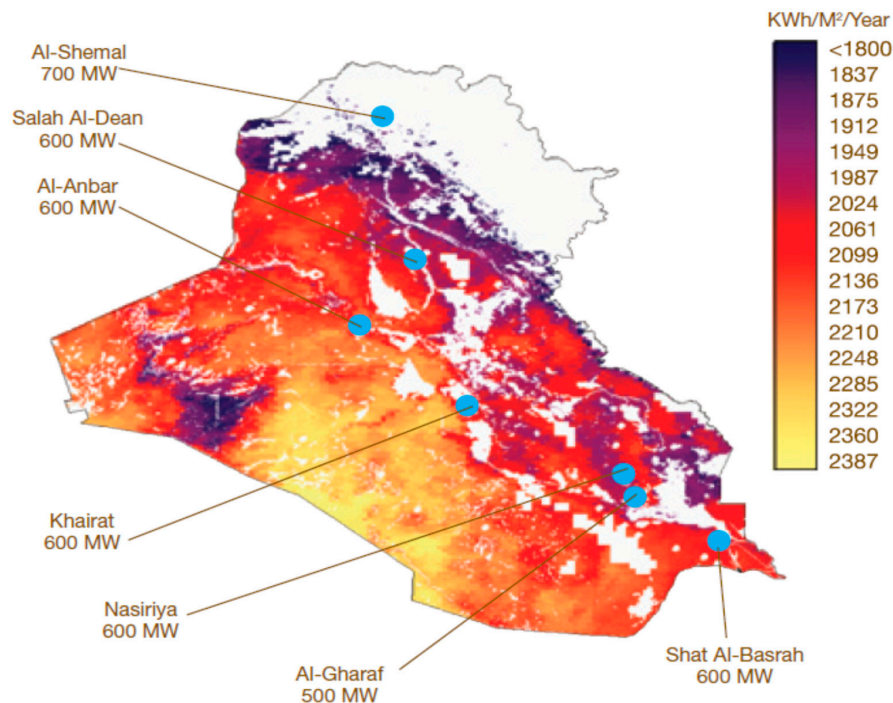 KWh/M²/Year
<1800
1837
1875
1912
1949
1987
2024
2061
2099
2136
2173
2210
2248
2285
2322
2360
2387
Al-Shemal
700 MW
Salah Al-Dean
600 MW
Al-Anbar
600 MW
Khairat
600 MW
Nasiriya
600 MW
Al-Gharaf
500 MW
Shat Al-Basrah
600 MW